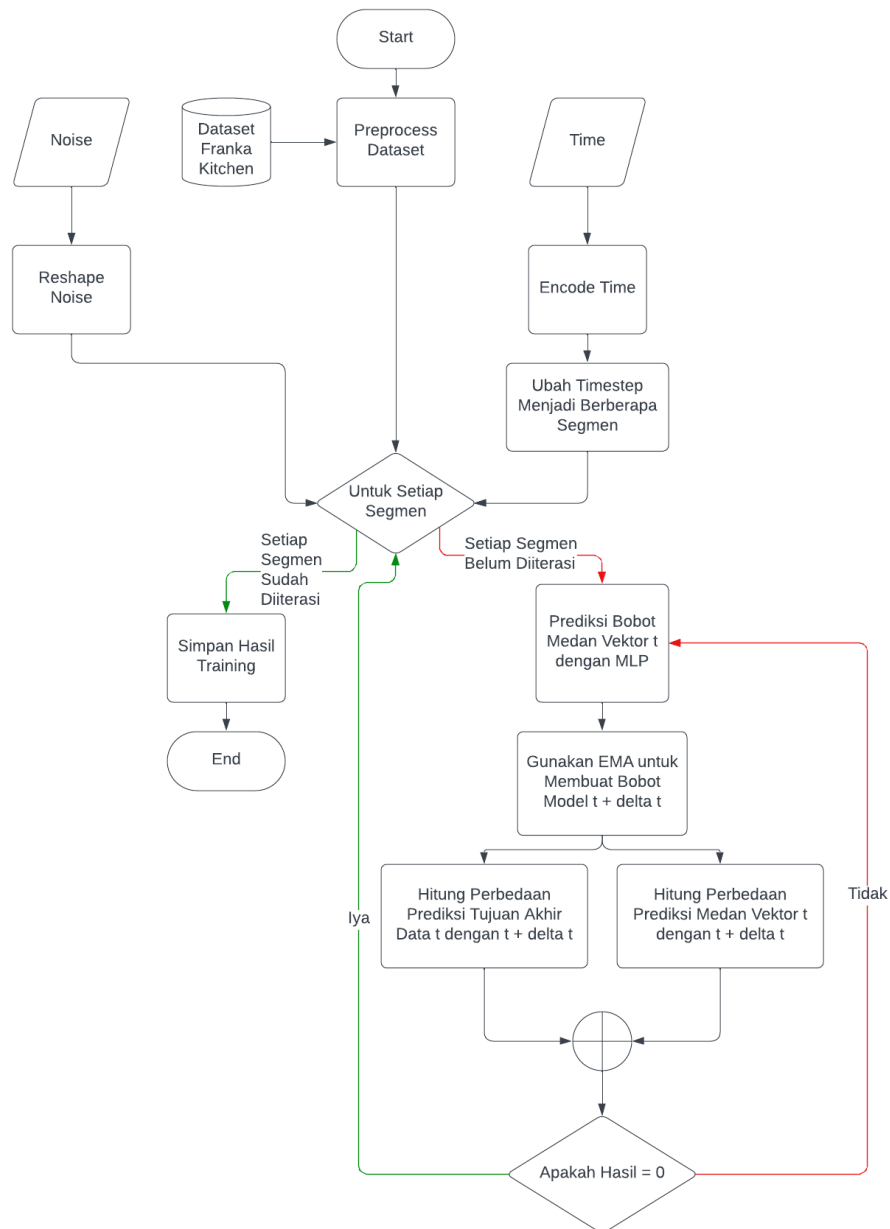 Start
Noise
Dataset
Franka
Kitchen
Preprocess
Dataset
Time
Reshape
Noise
Encode Time
Ubah Timestep
Menjadi Berberapa
Segmen
Untuk Setiap
Segmen
Setiap
Segmen
Sudah
Diiterasi
Setiap Segmen
Belum Diiterasi
Simpan Hasil
Training
Prediksi Bobot
Medan Vektor t
dengan MLP
End
Gunakan EMA untuk
Membuat Bobot
Model t + delta t
Hitung Perbedaan
Prediksi Tujuan Akhir
Data t dengan t + delta t
Hitung Perbedaan
Prediksi Medan Vektor t
dengan t + delta t
Iya
Tidak
Apakah Hasil = 0